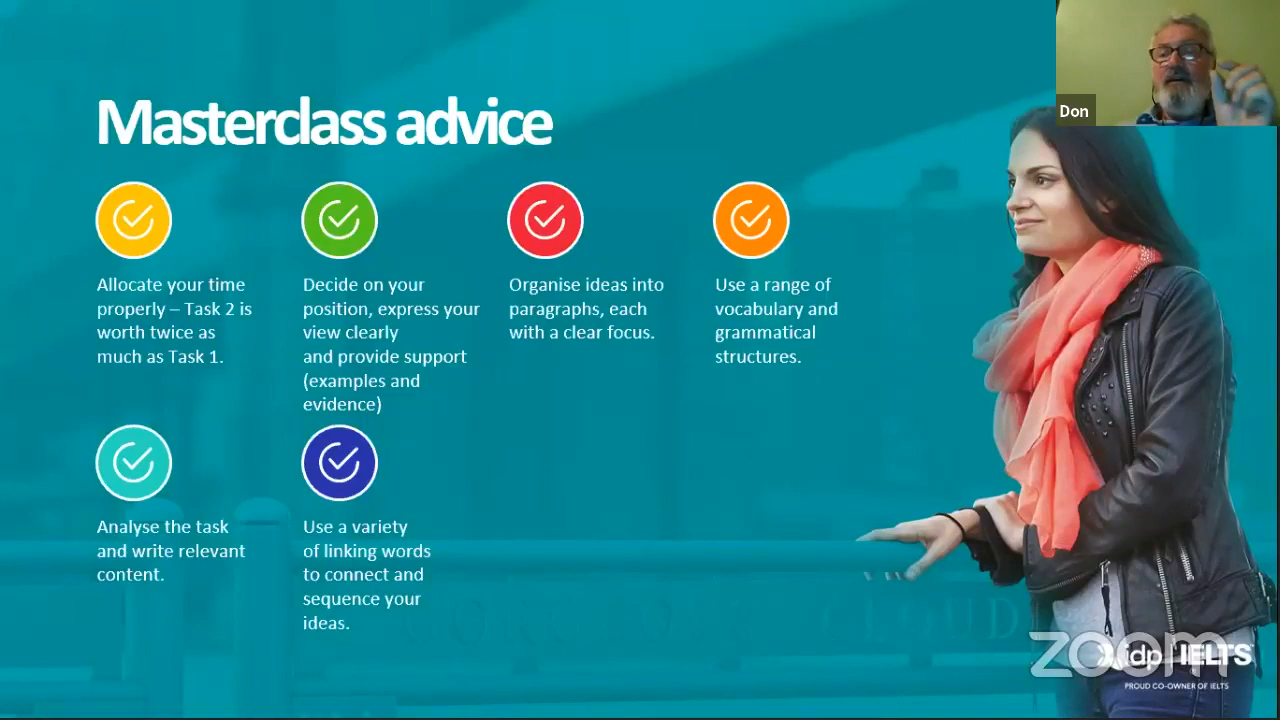 Don
Masterclass advice
Allocate your time
properly – Task 2 is
worth twice as
much as Task 1.
Decide on your
position, express your
view clearly
and provide support
(examples and
evidence)
Organise ideas into
paragraphs, each
with a clear focus.
Use a range of
vocabulary and
grammatical
structures.
Analyse the task
and write relevant
content.
Use a variety
of linking words
to connect and
sequence your
ideas.
zoom
idp IELTS
PROUD CO-OWNER OF IELTS